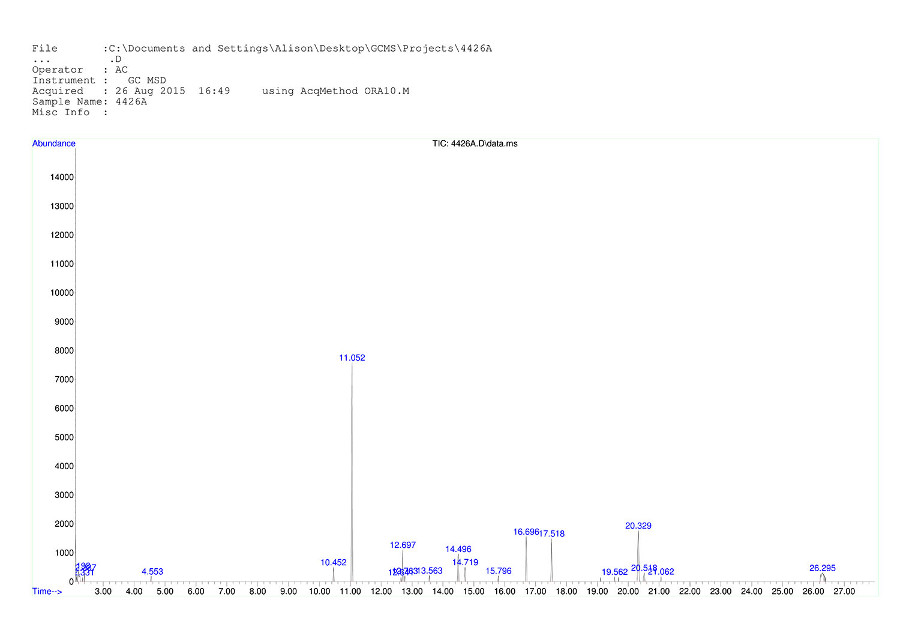 File       :C:\Documents and Settings\Alison\Desktop\GCMS\Projects\4426A
...         .D
Operator   : AC
Instrument :   GC MSD
Acquired   : 26 Aug 2015  16:49     using AcqMethod ORA10.M
Sample Name: 4426A
Misc Info  :
Abundance
TIC: 4426A.D\data.ms
14000
13000
12000
11000
10000
9000
8000
7000
6000
5000
4000
3000
2000
1000
0
11.052
20.329
16.696 17.518
12.697
14.496
10.452
14.719
4.553
13.563
15.796
19.562
20.518
21.062
26.295
Time-->
3.00 4.00 5.00 6.00 7.00 8.00 9.00 10.00 11.00 12.00 13.00 14.00 15.00 16.00 17.00 18.00 19.00 20.00 21.00 22.00 23.00 24.00 25.00 26.00 27.00